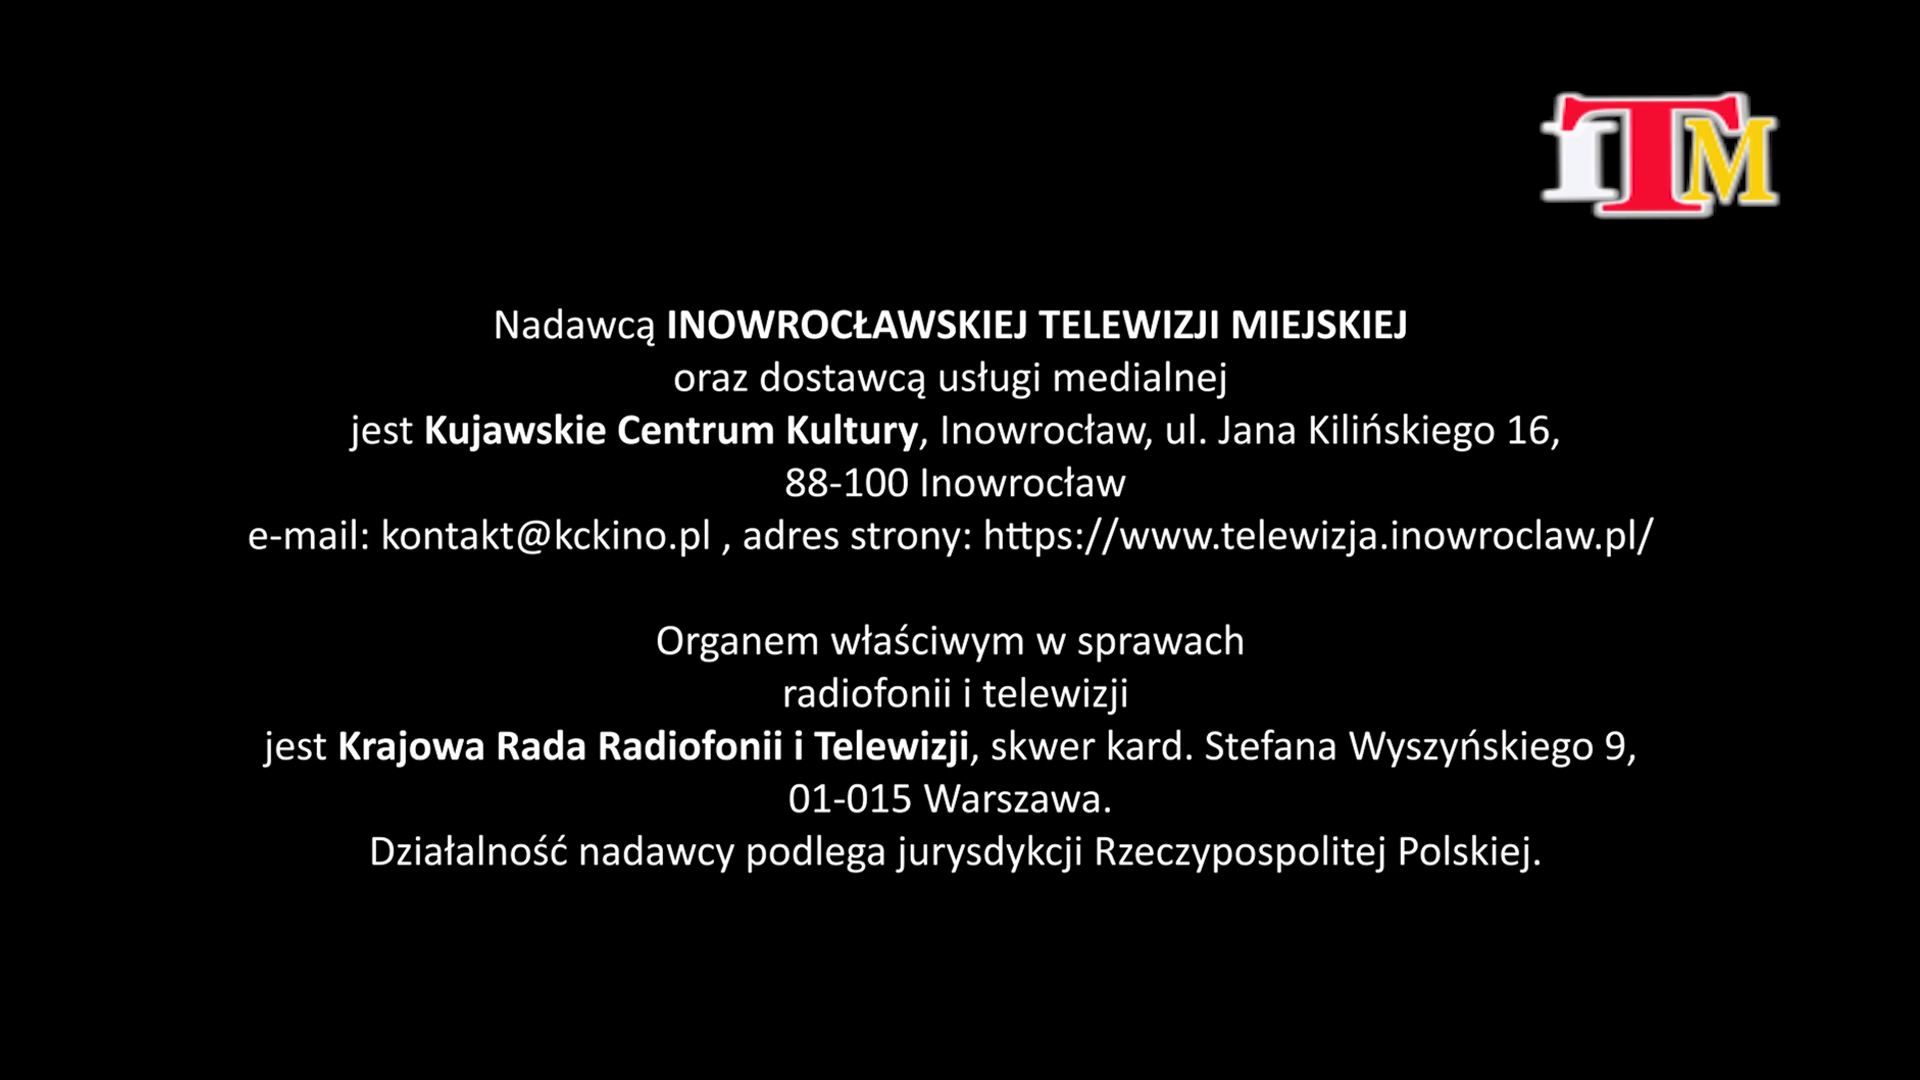 ITM
Nadawcą INOWROCŁAWSKIEJ TELEWIZJI MIEJSKIEJ
oraz dostawcą usługi medialnej
jest Kujawskie Centrum Kultury, Inowrocław, ul. Jana Kilińskiego 16,
88-100 Inowrocław
e-mail: kontakt@kckino.pl , adres strony: https://www.telewizja.inowroclaw.pl/
Organem właściwym w sprawach
radiofonii i telewizji
jest Krajowa Rada Radiofonii i Telewizji, skwer kard. Stefana Wyszyńskiego 9,
01-015 Warszawa.
Działalność nadawcy podlega jurysdykcji Rzeczypospolitej Polskiej.